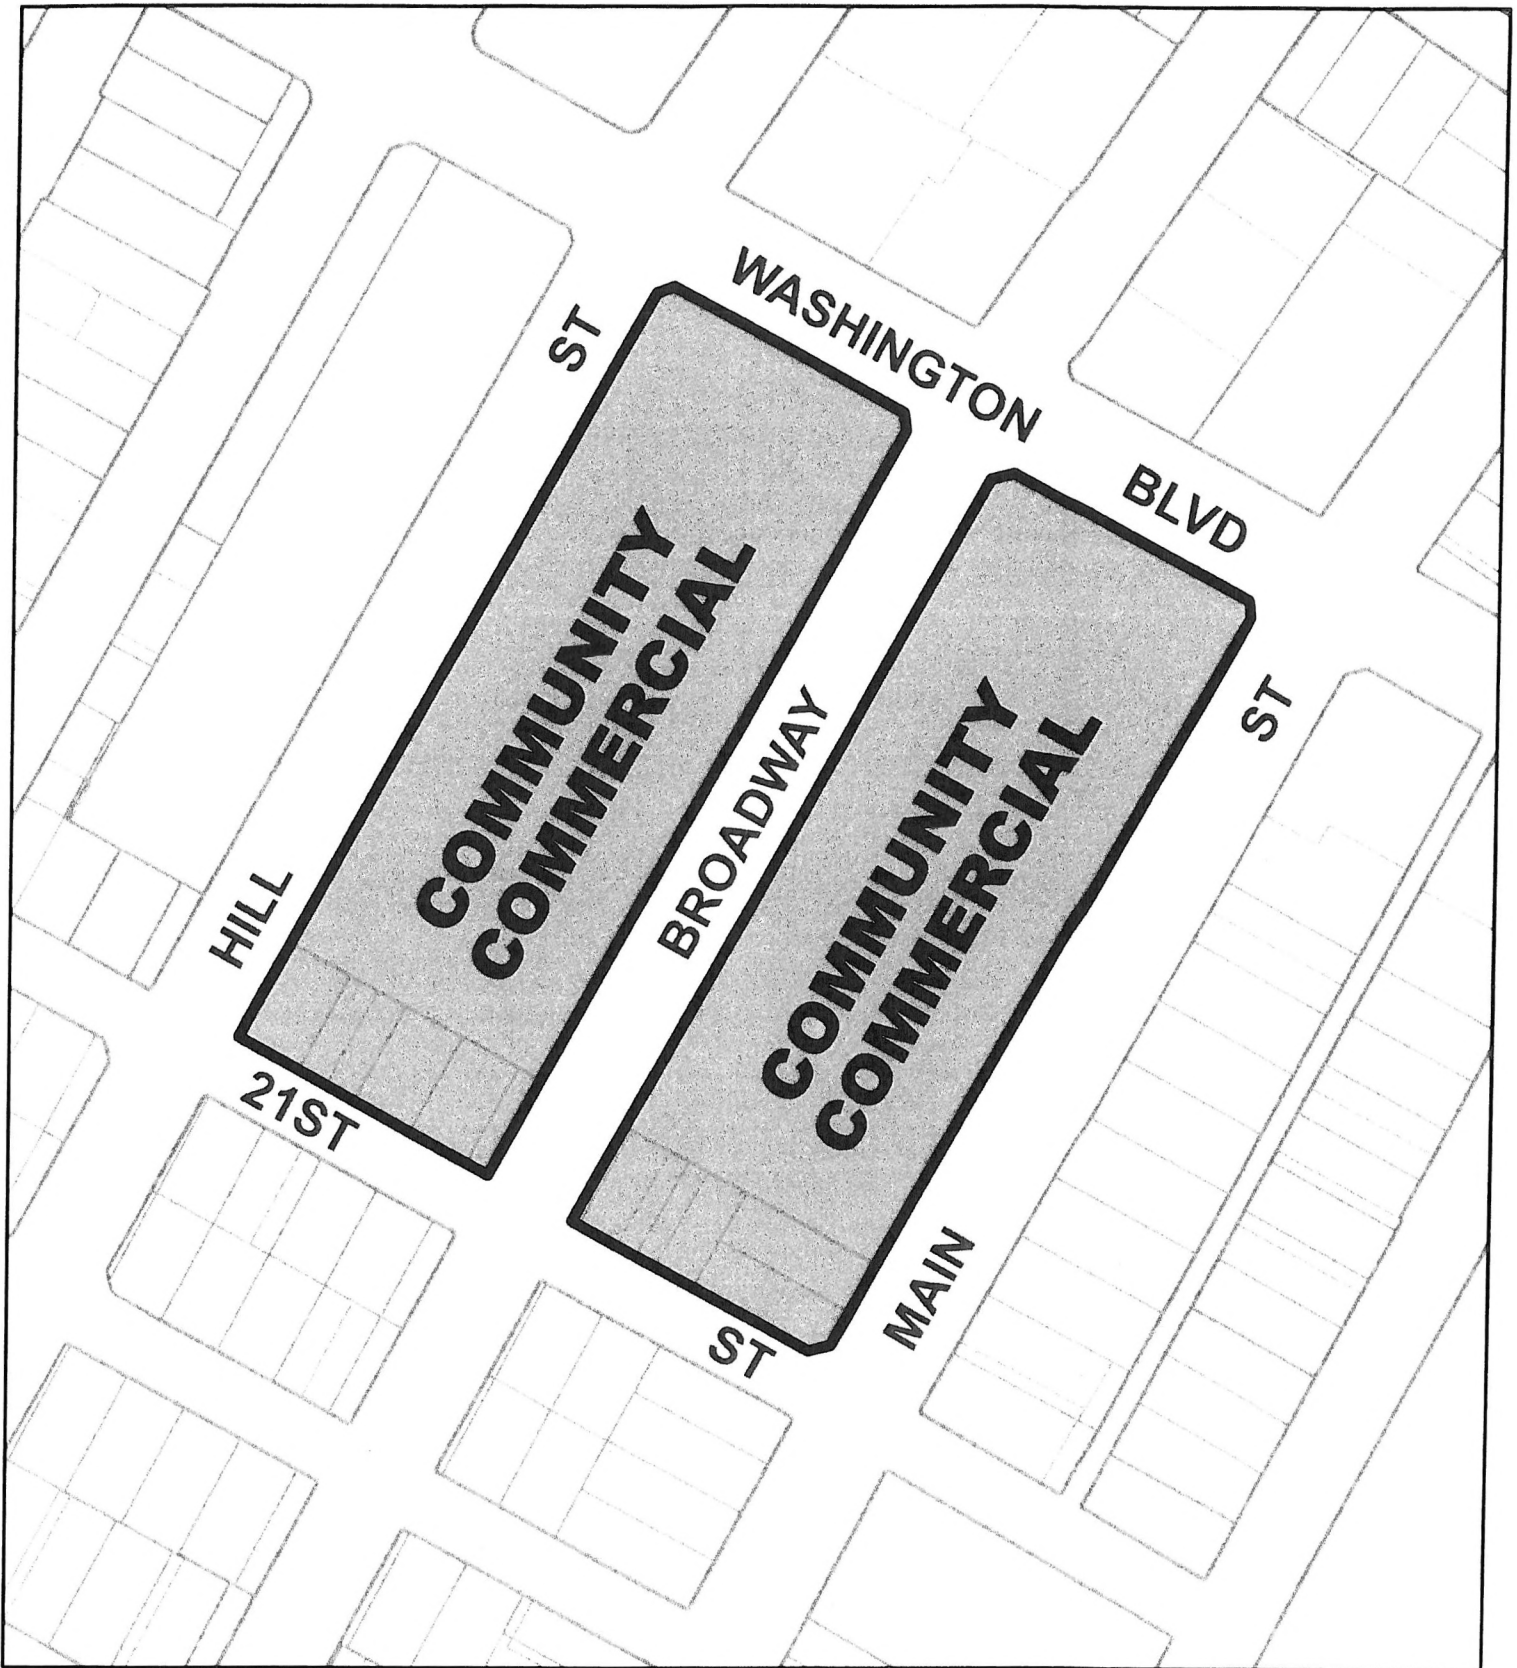 WASHINGTON
BLVD
ST
COMMUNITY
COMMERCIAL
BROADWAY
COMMUNITY
COMMERCIAL
ST
HILL
21ST
ST
MAIN